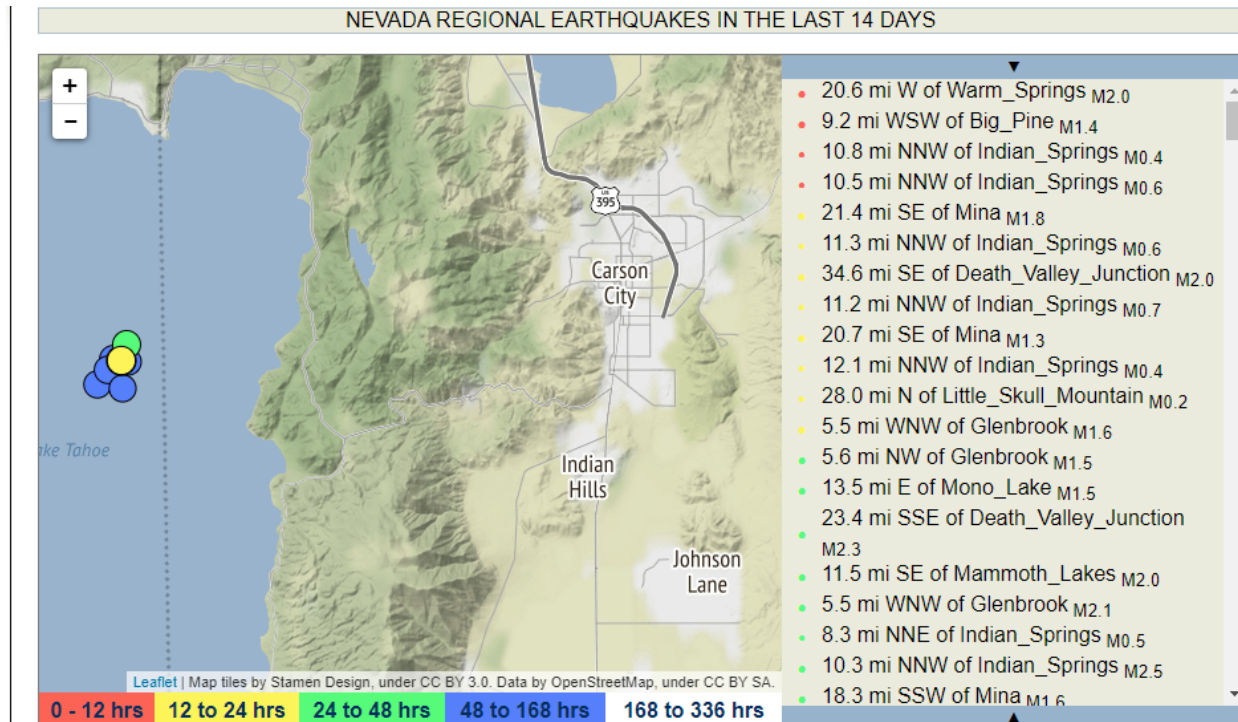 NEVADA REGIONAL EARTHQUAKES IN THE LAST 14 DAYS
+
−
US
395
Carson
City
ke Tahoe
Indian
Hills
Johnson
Lane
Leaflet | Map tiles by Stamen Design, under CC BY 3.0. Data by OpenStreetMap, under CC BY SA.
0 - 12 hrs 12 to 24 hrs 24 to 48 hrs 48 to 168 hrs 168 to 336 hrs
▼
20.6 mi W of Warm_Springs M2.0
9.2 mi WSW of Big_Pine M1.4
10.8 mi NNW of Indian_Springs M0.4
10.5 mi NNW of Indian_Springs M0.6
21.4 mi SE of Mina M1.8
11.3 mi NNW of Indian_Springs M0.6
34.6 mi SE of Death_Valley_Junction M2.0
11.2 mi NNW of Indian_Springs M0.7
20.7 mi SE of Mina M1.3
12.1 mi NNW of Indian_Springs M0.4
28.0 mi N of Little_Skull_Mountain M0.2
5.5 mi WNW of Glenbrook M1.6
5.6 mi NW of Glenbrook M1.5
13.5 mi E of Mono_Lake M1.5
23.4 mi SSE of Death_Valley_Junction
M2.3
11.5 mi SE of Mammoth_Lakes M2.0
5.5 mi WNW of Glenbrook M2.1
8.3 mi NNE of Indian_Springs M0.5
10.3 mi NNW of Indian_Springs M2.5
18.3 mi SSW of Mina M1.6
▲